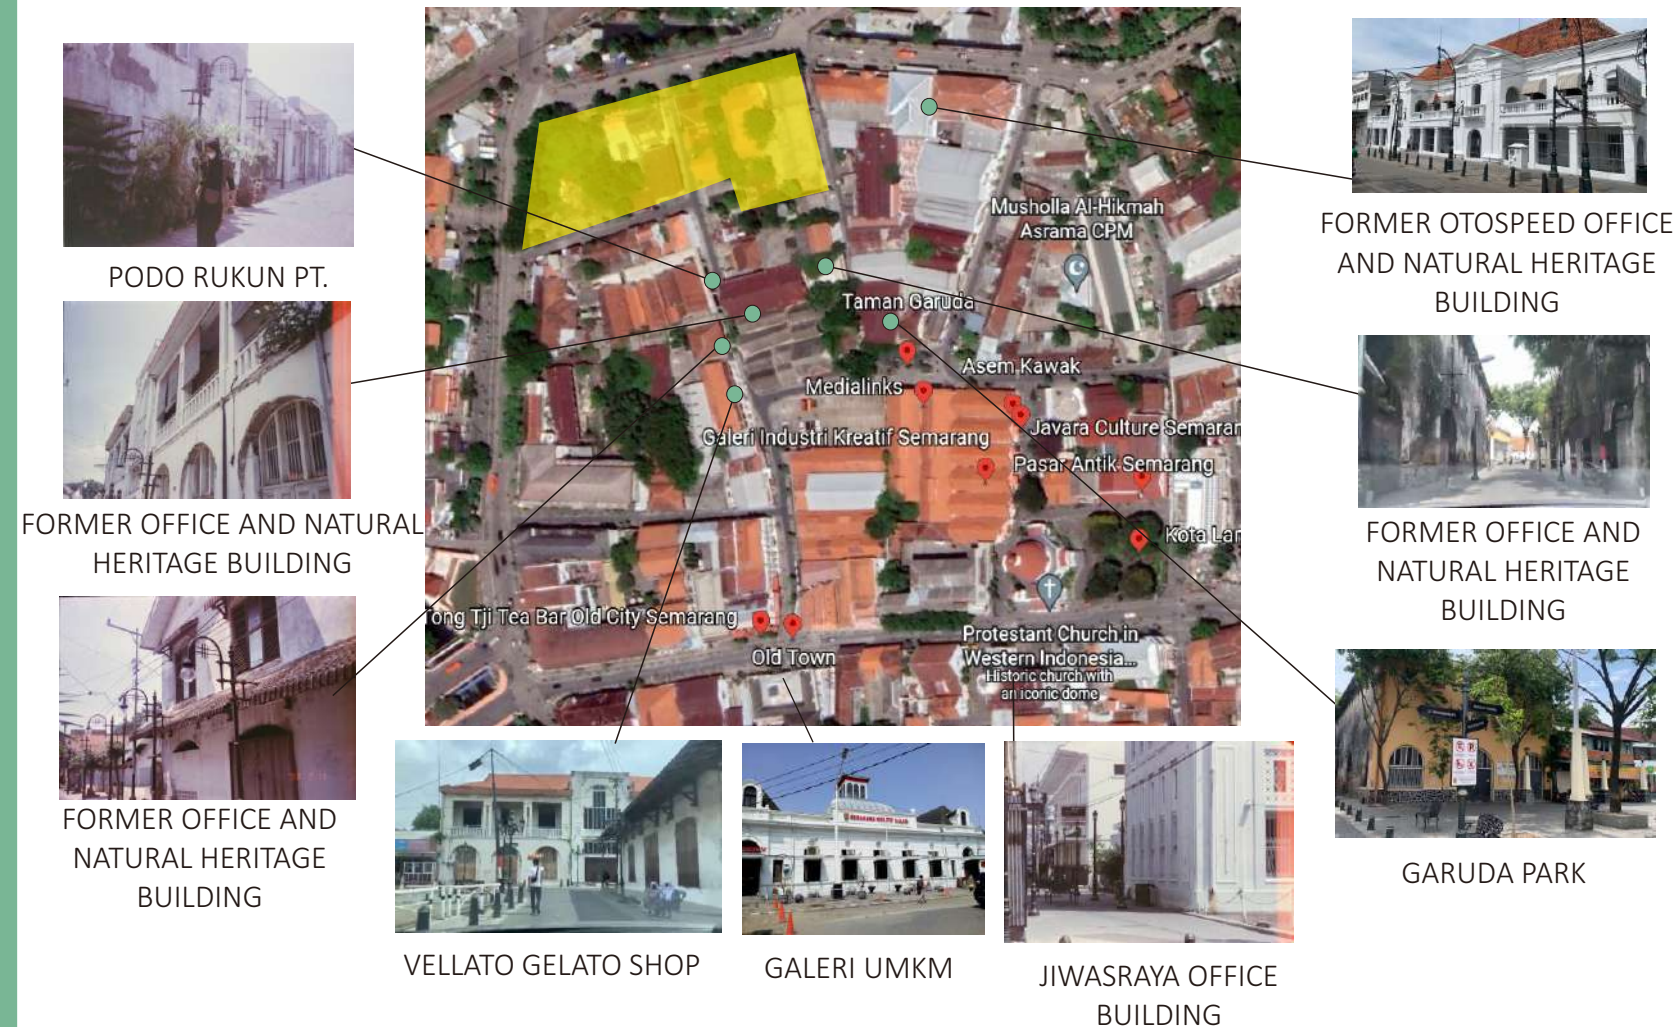 PODO RUKUN PT.
FORMER OFFICE AND NATURAL
HERITAGE BUILDING
FORMER OFFICE AND
NATURAL HERITAGE
BUILDING
Musholla Al-Hikmah
Asrama CPM
Taman Garuda
Asem Kawak
Medialinks
Javara Culture Semarar
Galeri Industri Kreatif Semarang
Pasar Antik Semarang
Kota Lar
Tong Tji Tea Bar Old City Semarang
Old Town
Protestant Church in
Western Indonesia...
Historic church with
an iconic dome
VELLATO GELATO SHOP
GALERI UMKM
JIWASRAYA OFFICE
BUILDING
FORMER OTOSPEED OFFICE
AND NATURAL HERITAGE
BUILDING
FORMER OFFICE AND
NATURAL HERITAGE
BUILDING
GARUDA PARK